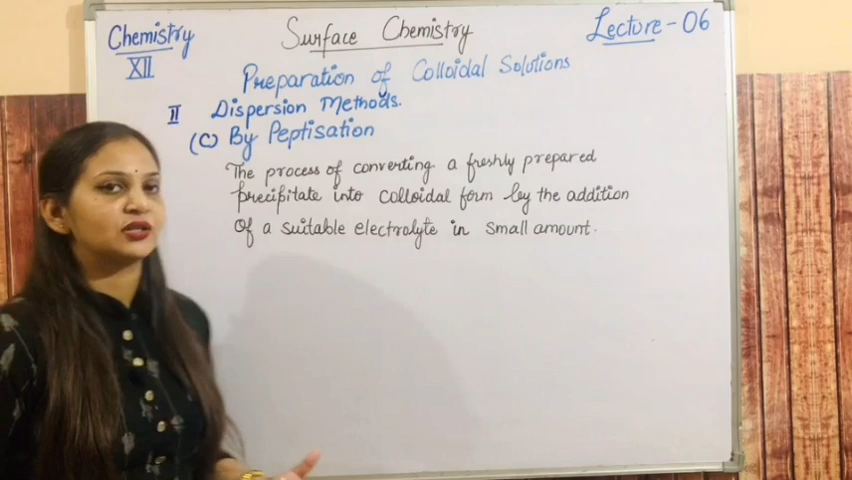 Chemistry Surface Chemistry Lecture - 06
XII
Preparation of Colloidal Solutions
II Dispersion Methods.
(C) By Peptisation
The process of converting a freshly prepared
precipitate into colloidal form by the addition
Of a suitable electrolyte in small amount.